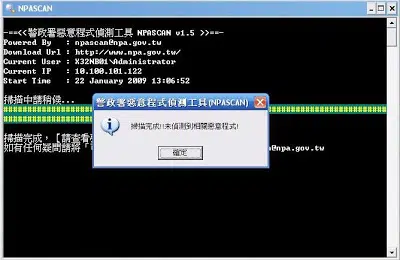 NPASCAN
-==<<警政署惡意程式偵測工具 NPASCAN v1.5 >>==-
Powered By : npascan@npa.gov.tw
Download Url : http://www.npa.gov.tw/
Current User : X32NB01\Administrator
Current IP : 10.100.101.122
Start Time : 22 January 2009 13:06:52
掃描中請稍候...
警政署惡意程式偵測工具(NPASCAN)
掃描完成!!未偵測到相關惡意程式!
確定
掃描完成,【請查看
如有任何疑問請將「 @npa.gov.tw